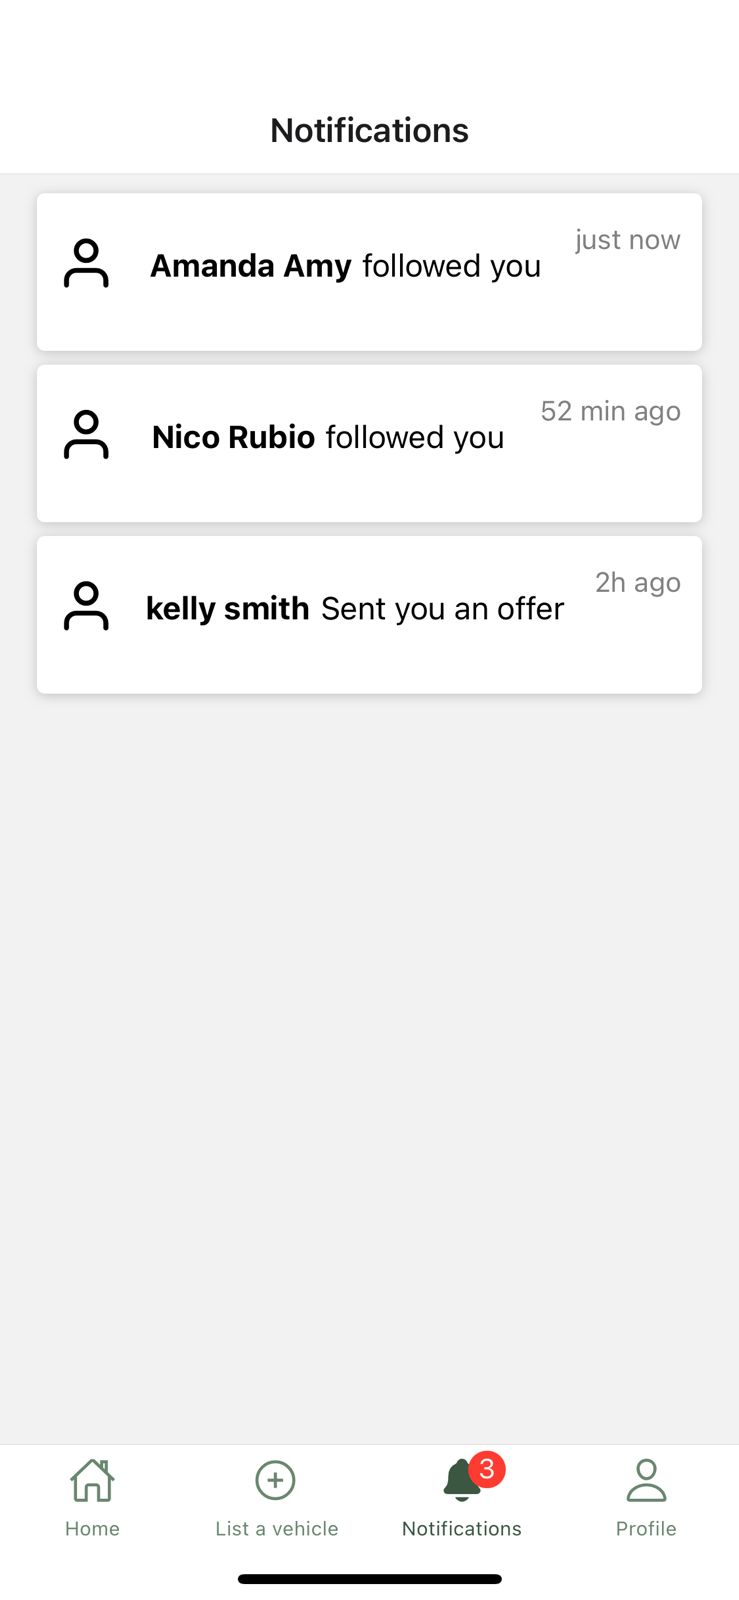 Notifications
just now
Amanda Amy followed you
52 min ago
Nico Rubio followed you
2h ago
kelly smith Sent you an offer
3
Home
List a vehicle
Notifications
Profile